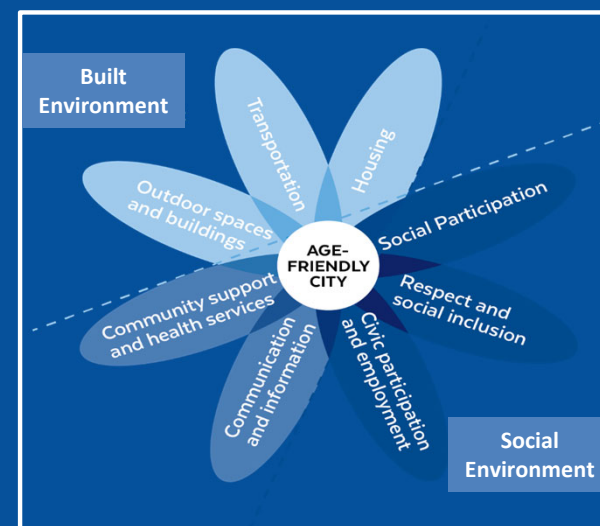 Built
Environment
Transportation
Housing
Outdoor spaces
and buildings
Social Participation
AGE-
FRIENDLY
CITY
Community support
and health services
Respect and
social inclusion
Communication
and information
Civic participation
and employment
Social
Environment